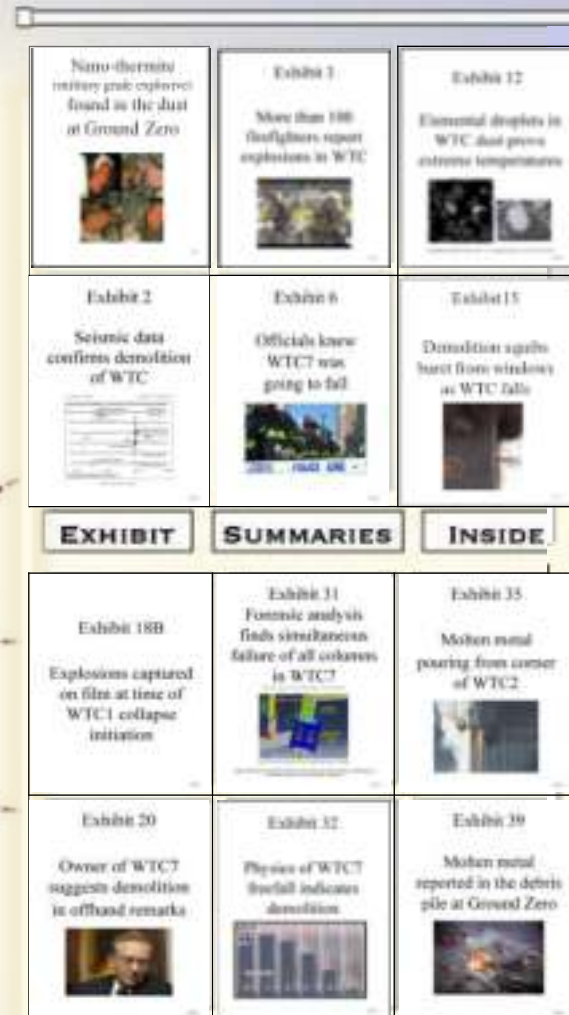 Nano-thermite
(military grade explosive)
found in the dust
at Ground Zero
Exhibit 1
More than 100
firefighters report
explosions in WTC
Exhibit 12
Elemental droplets in
WTC dust prove
extreme temperatures
Exhibit 2
Seismic data
confirms demolition
of WTC
Exhibit 6
Officials knew
WTC7 was
going to fall
POLICE LINE
Exhibit 15
Demolition squibs
burst from windows
as WTC falls
EXHIBIT SUMMARIES INSIDE
Exhibit 18B
Explosions captured
on film at time of
WTC1 collapse
initiation
Exhibit 31
Forensic analysis
finds simultaneous
failure of all columns
in WTC7
Exhibit 35
Molten metal
pouring from corner
of WTC2
Exhibit 20
Owner of WTC7
suggests demolition
in offhand remarks
Exhibit 32
Physics of WTC7
freefall indicates
demolition
Exhibit 39
Molten metal
reported in the debris
pile at Ground Zero